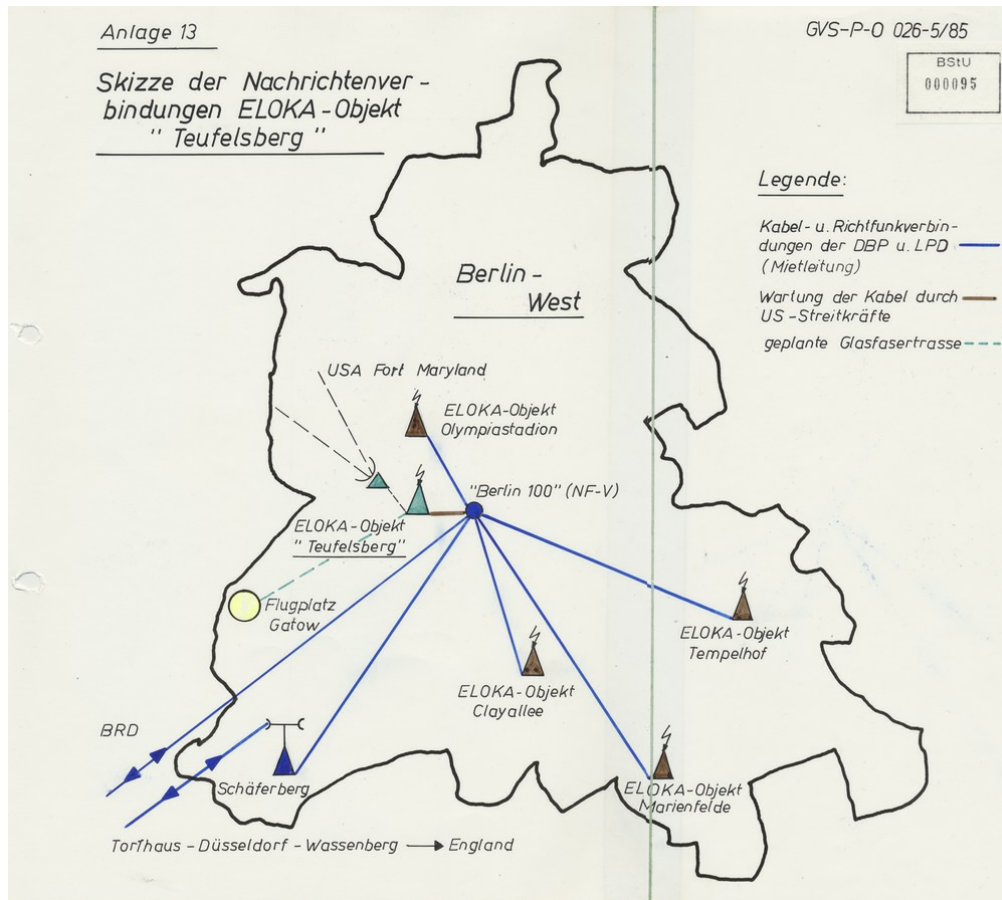 Anlage 13
GVS-P-O 026-5/85
BStU
000095
Skizze der Nachrichtenver-
bindungen ELOKA-Objekt
"Teufelsberg"
Legende:
Kabel- u. Richtfunkverbin-
dungen der DBP u. LPD
(Mietleitung)
Wartung der Kabel durch
US-Streitkräfte
geplante Glasfasertrasse
Berlin-
West
USA Fort Maryland
ELOKA-Objekt
Olympiastadion
"Berlin 100" (NF-V)
ELOKA-Objekt
"Teufelsberg"
Flugplatz
Gatow
ELOKA-Objekt
Tempelhof
ELOKA-Objekt
Clayallee
BRD
Schäferberg
ELOKA-Objekt
Marienfelde
Torfhaus - Düsseldorf - Wassenberg → England